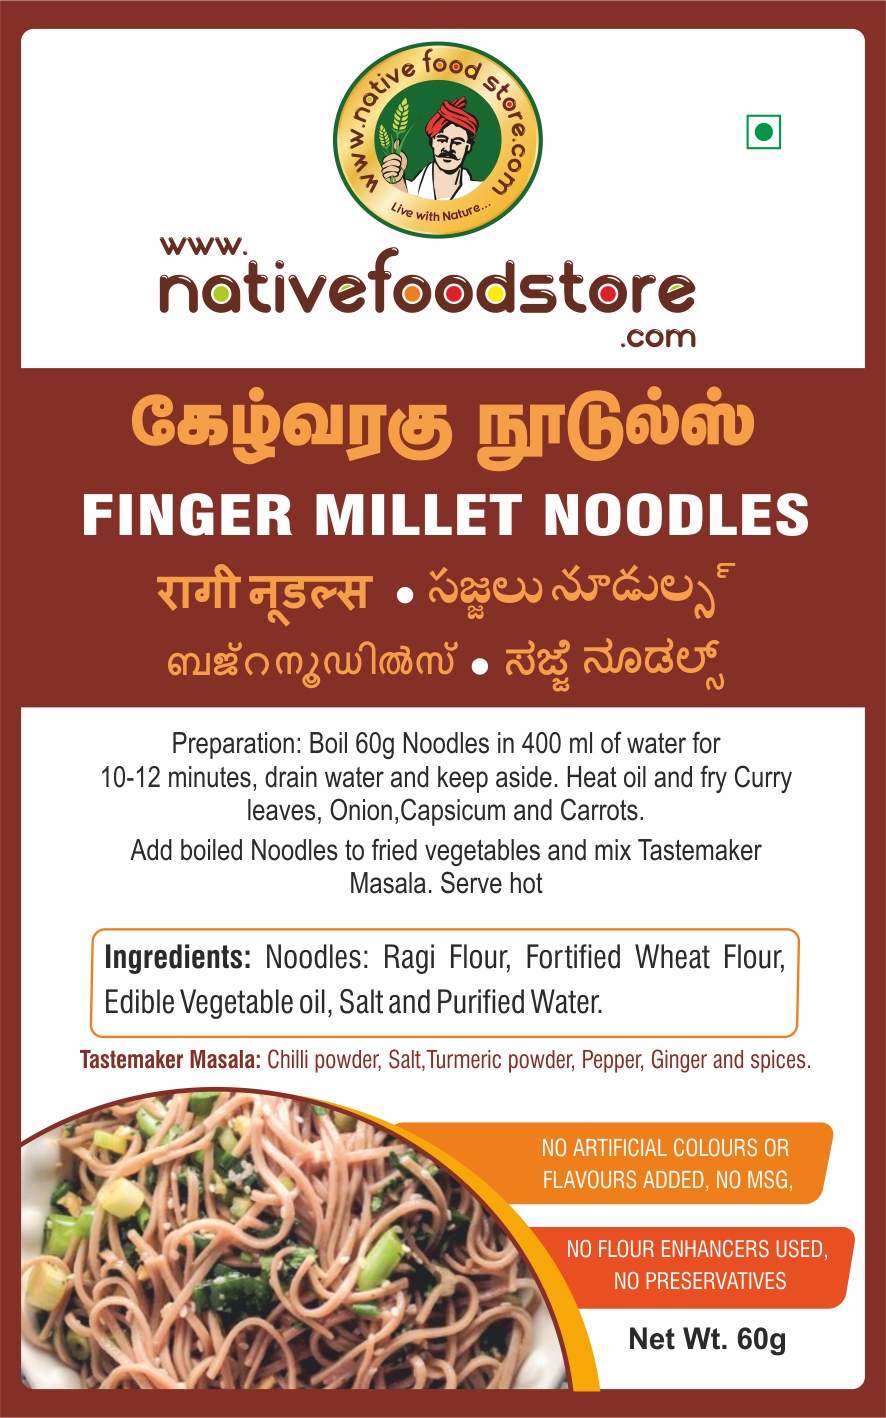 www.native food store.com
Live with Nature...
www.
nativefoodstore
.com
கேழ்வரகு நூடுல்ஸ்
FINGER MILLET NOODLES
रागी नूडल्स • సజ్జలు నూడుల్స్
ബജ്റ നൂഡിൽസ് • ಸಜ್ಜೆ ನೂಡಲ್ಸ್
Preparation: Boil 60g Noodles in 400 ml of water for
10-12 minutes, drain water and keep aside. Heat oil and fry Curry
leaves, Onion,Capsicum and Carrots.
Add boiled Noodles to fried vegetables and mix Tastemaker
Masala. Serve hot
Ingredients: Noodles: Ragi Flour, Fortified Wheat Flour,
Edible Vegetable oil, Salt and Purified Water.
Tastemaker Masala: Chilli powder, Salt,Turmeric powder, Pepper, Ginger and spices.
NO ARTIFICIAL COLOURS OR
FLAVOURS ADDED, NO MSG,
NO FLOUR ENHANCERS USED,
NO PRESERVATIVES
Net Wt. 60g